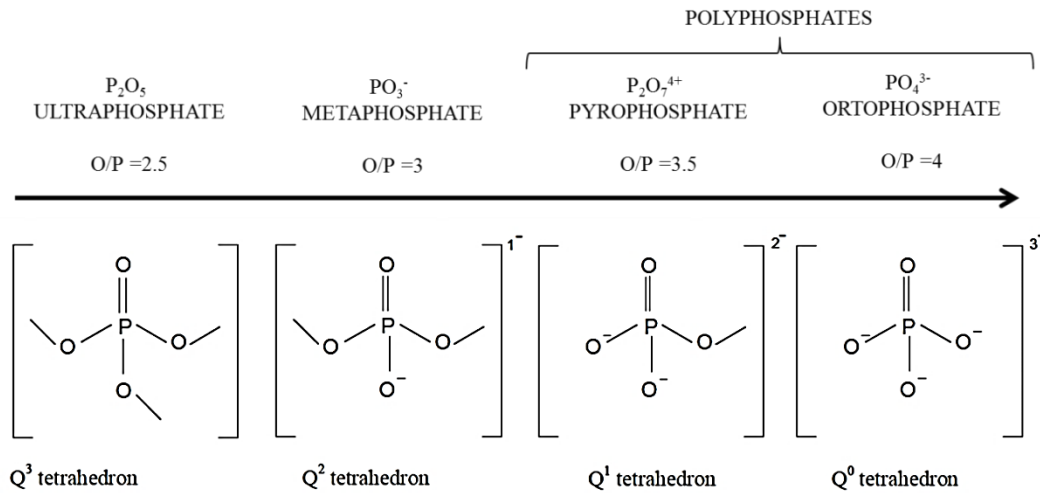 POLYPHOSPHATES
P₂O₅ PO₃⁻ P₂O₇⁴⁺ PO₄³⁻
ULTRAPHOSPHATE METAPHOSPHATE PYROPHOSPHATE ORTOPHOSPHATE
O/P =2.5 O/P =3 O/P =3.5 O/P =4
1⁻ 2⁻ 3⁻
O O O O
P P P P
O O O O O⁻ O O⁻ O⁻
O O⁻ O⁻ O⁻
Q³ tetrahedron Q² tetrahedron Q¹ tetrahedron Q⁰ tetrahedron